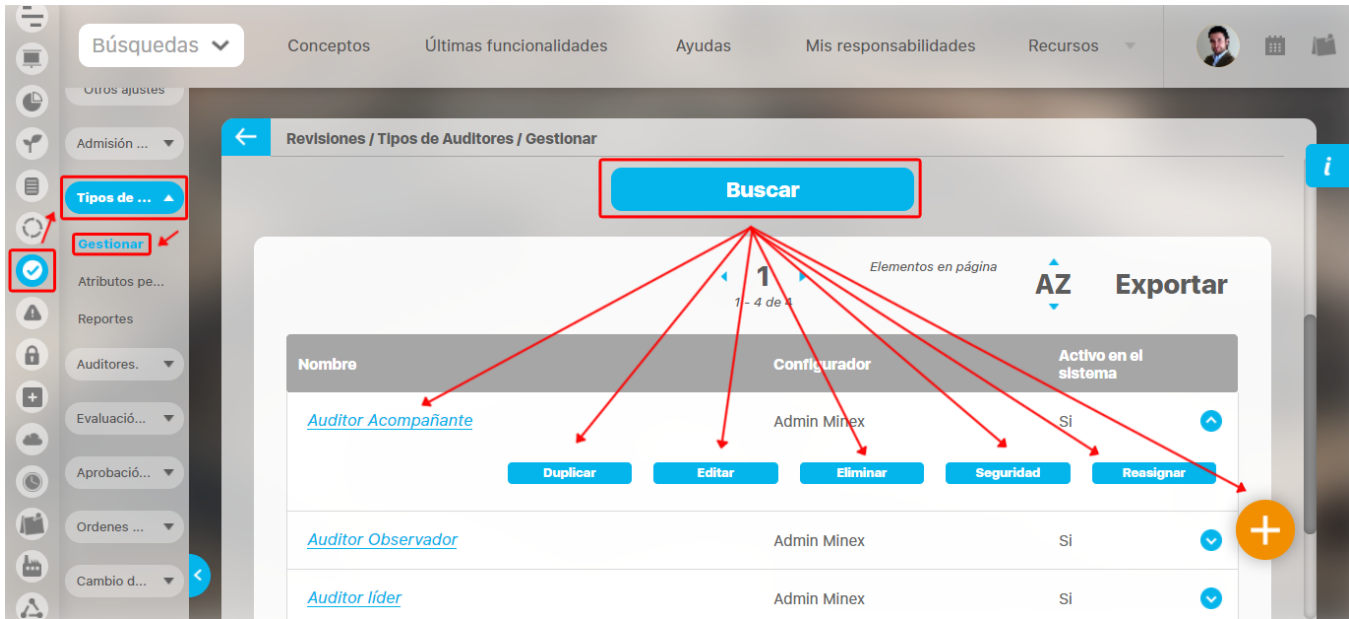 Búsquedas
Conceptos
Últimas funcionalidades
Ayudas
Mis responsabilidades
Recursos
Otros ajustes
Admisión ...
Tipos de ...
Gestionar
Atributos pe...
Reportes
Auditores.
Evaluació...
Aprobació...
Ordenes ...
Cambio d...
Revisiones / Tipos de Auditores / Gestionar
i
Buscar
1
1 - 4 de 4
Elementos en página
AZ
Exportar
Nombre
Configurador
Activo en el
sistema
Auditor Acompañante
Admin Minex
Si
Duplicar
Editar
Eliminar
Seguridad
Reasignar
Auditor Observador
Admin Minex
Si
Auditor líder
Admin Minex
Si